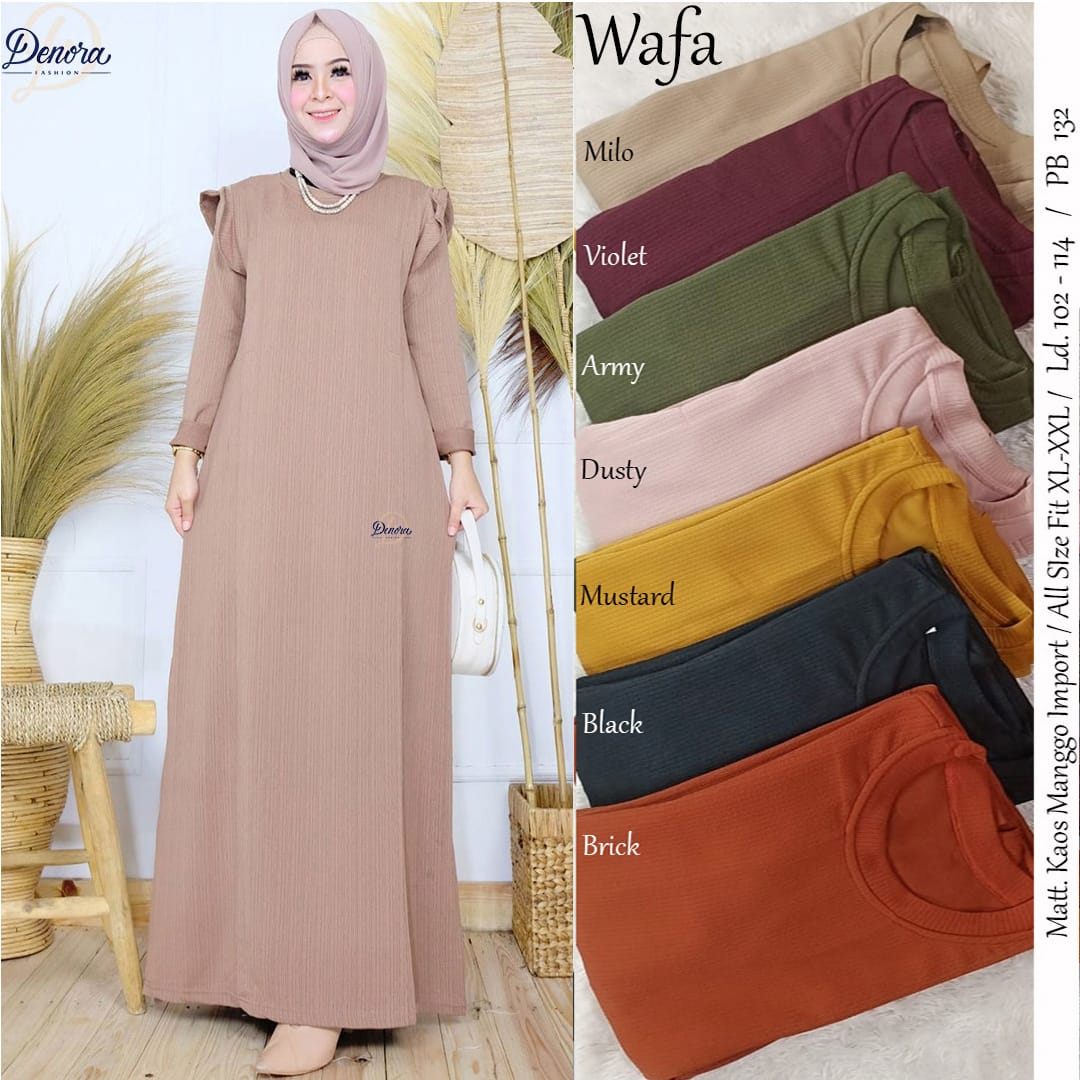 Denora
FASHION
Wafa
Milo
Violet
Army
Dusty
Mustard
Black
Brick
Matt. Kaos Manggo Import / All SIze Fit XL-XXL / Ld. 102 - 114 / PB 132
Denora